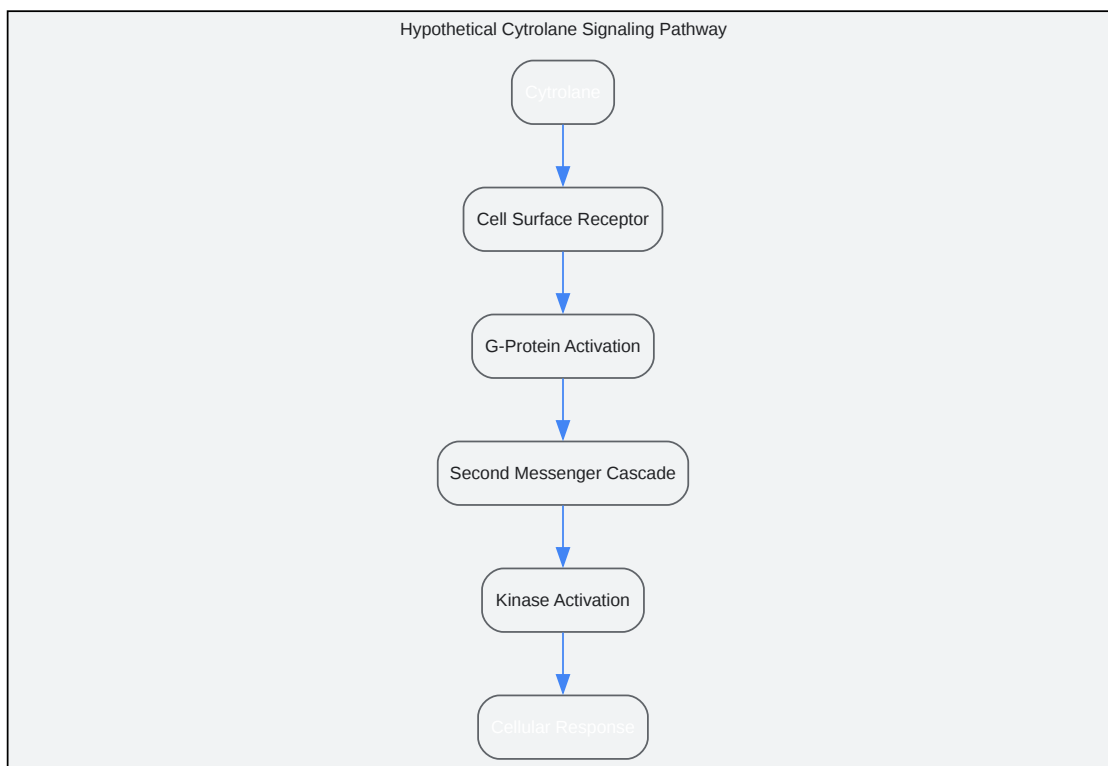 Hypothetical Cytrolane Signaling Pathway
Cytrolane
Cell Surface Receptor
G-Protein Activation
Second Messenger Cascade
Kinase Activation
Cellular Response